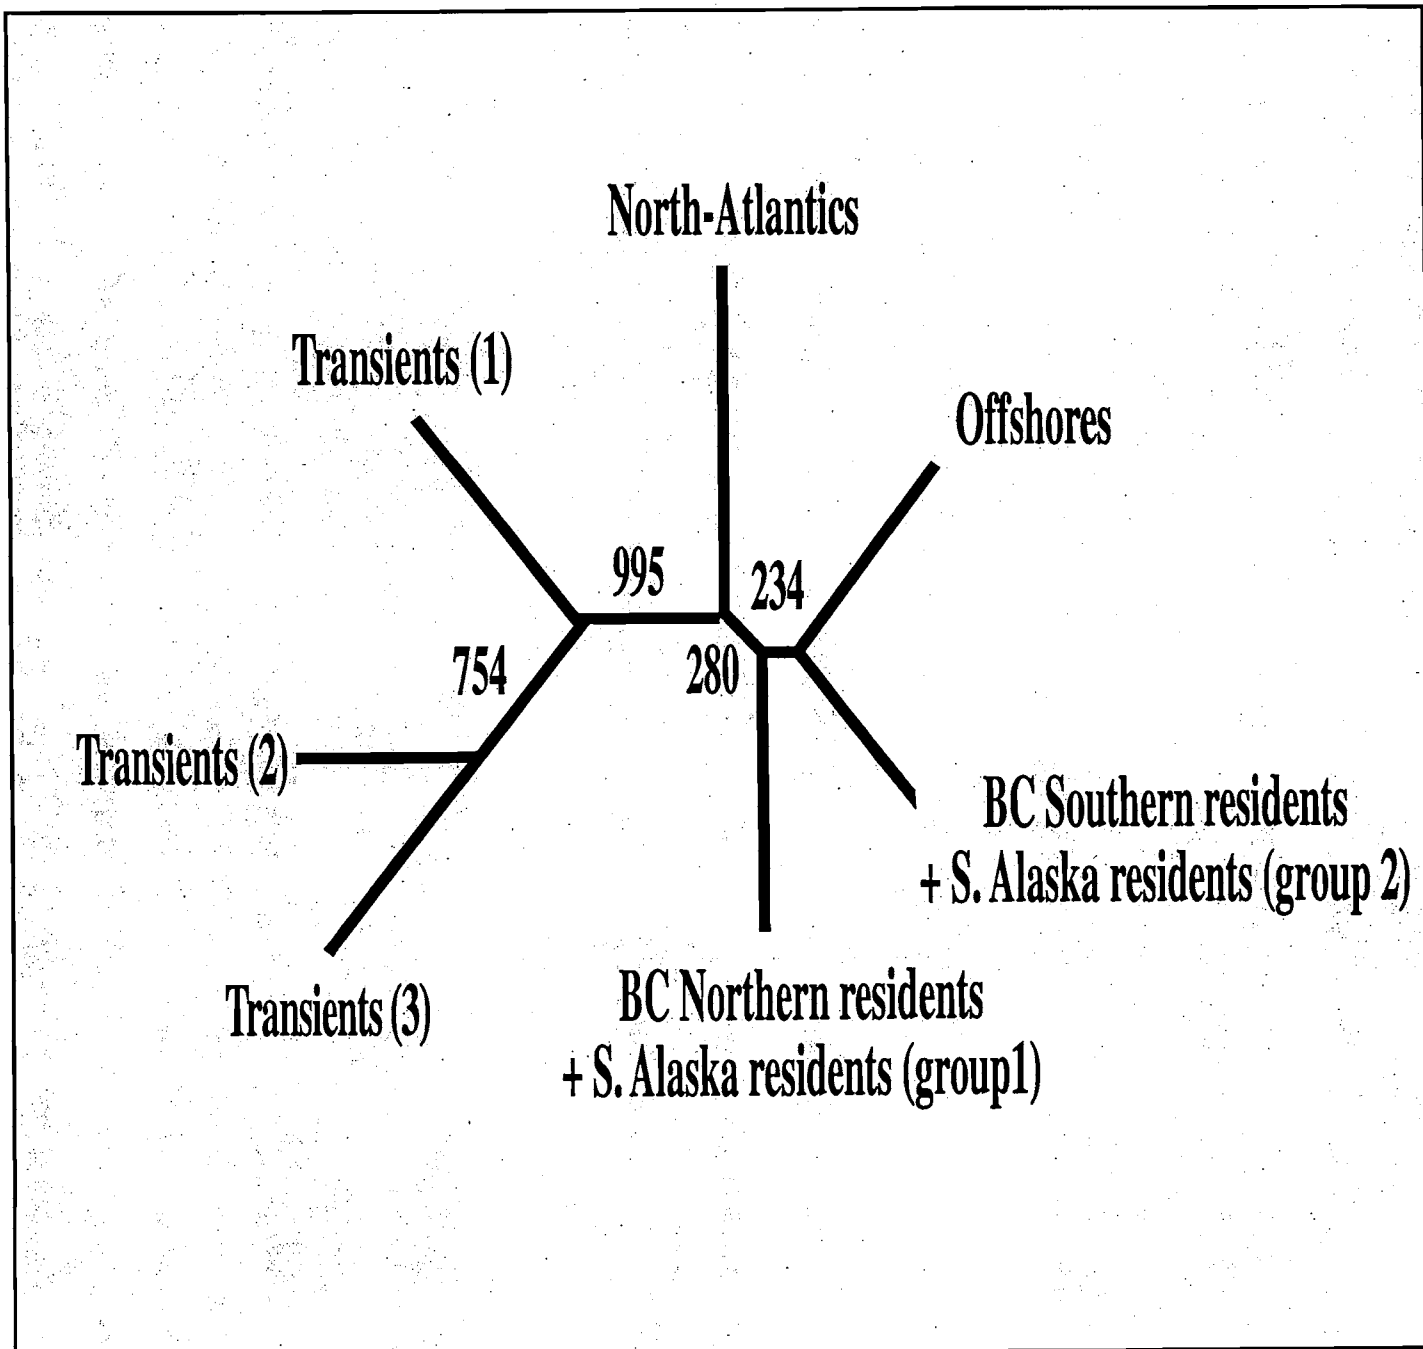 North-Atlantics
Transients (1)
Offshores
995
234
754
280
Transients (2)
BC Southern residents
+ S. Alaska residents (group 2)
Transients (3)
BC Northern residents
+ S. Alaska residents (group1)